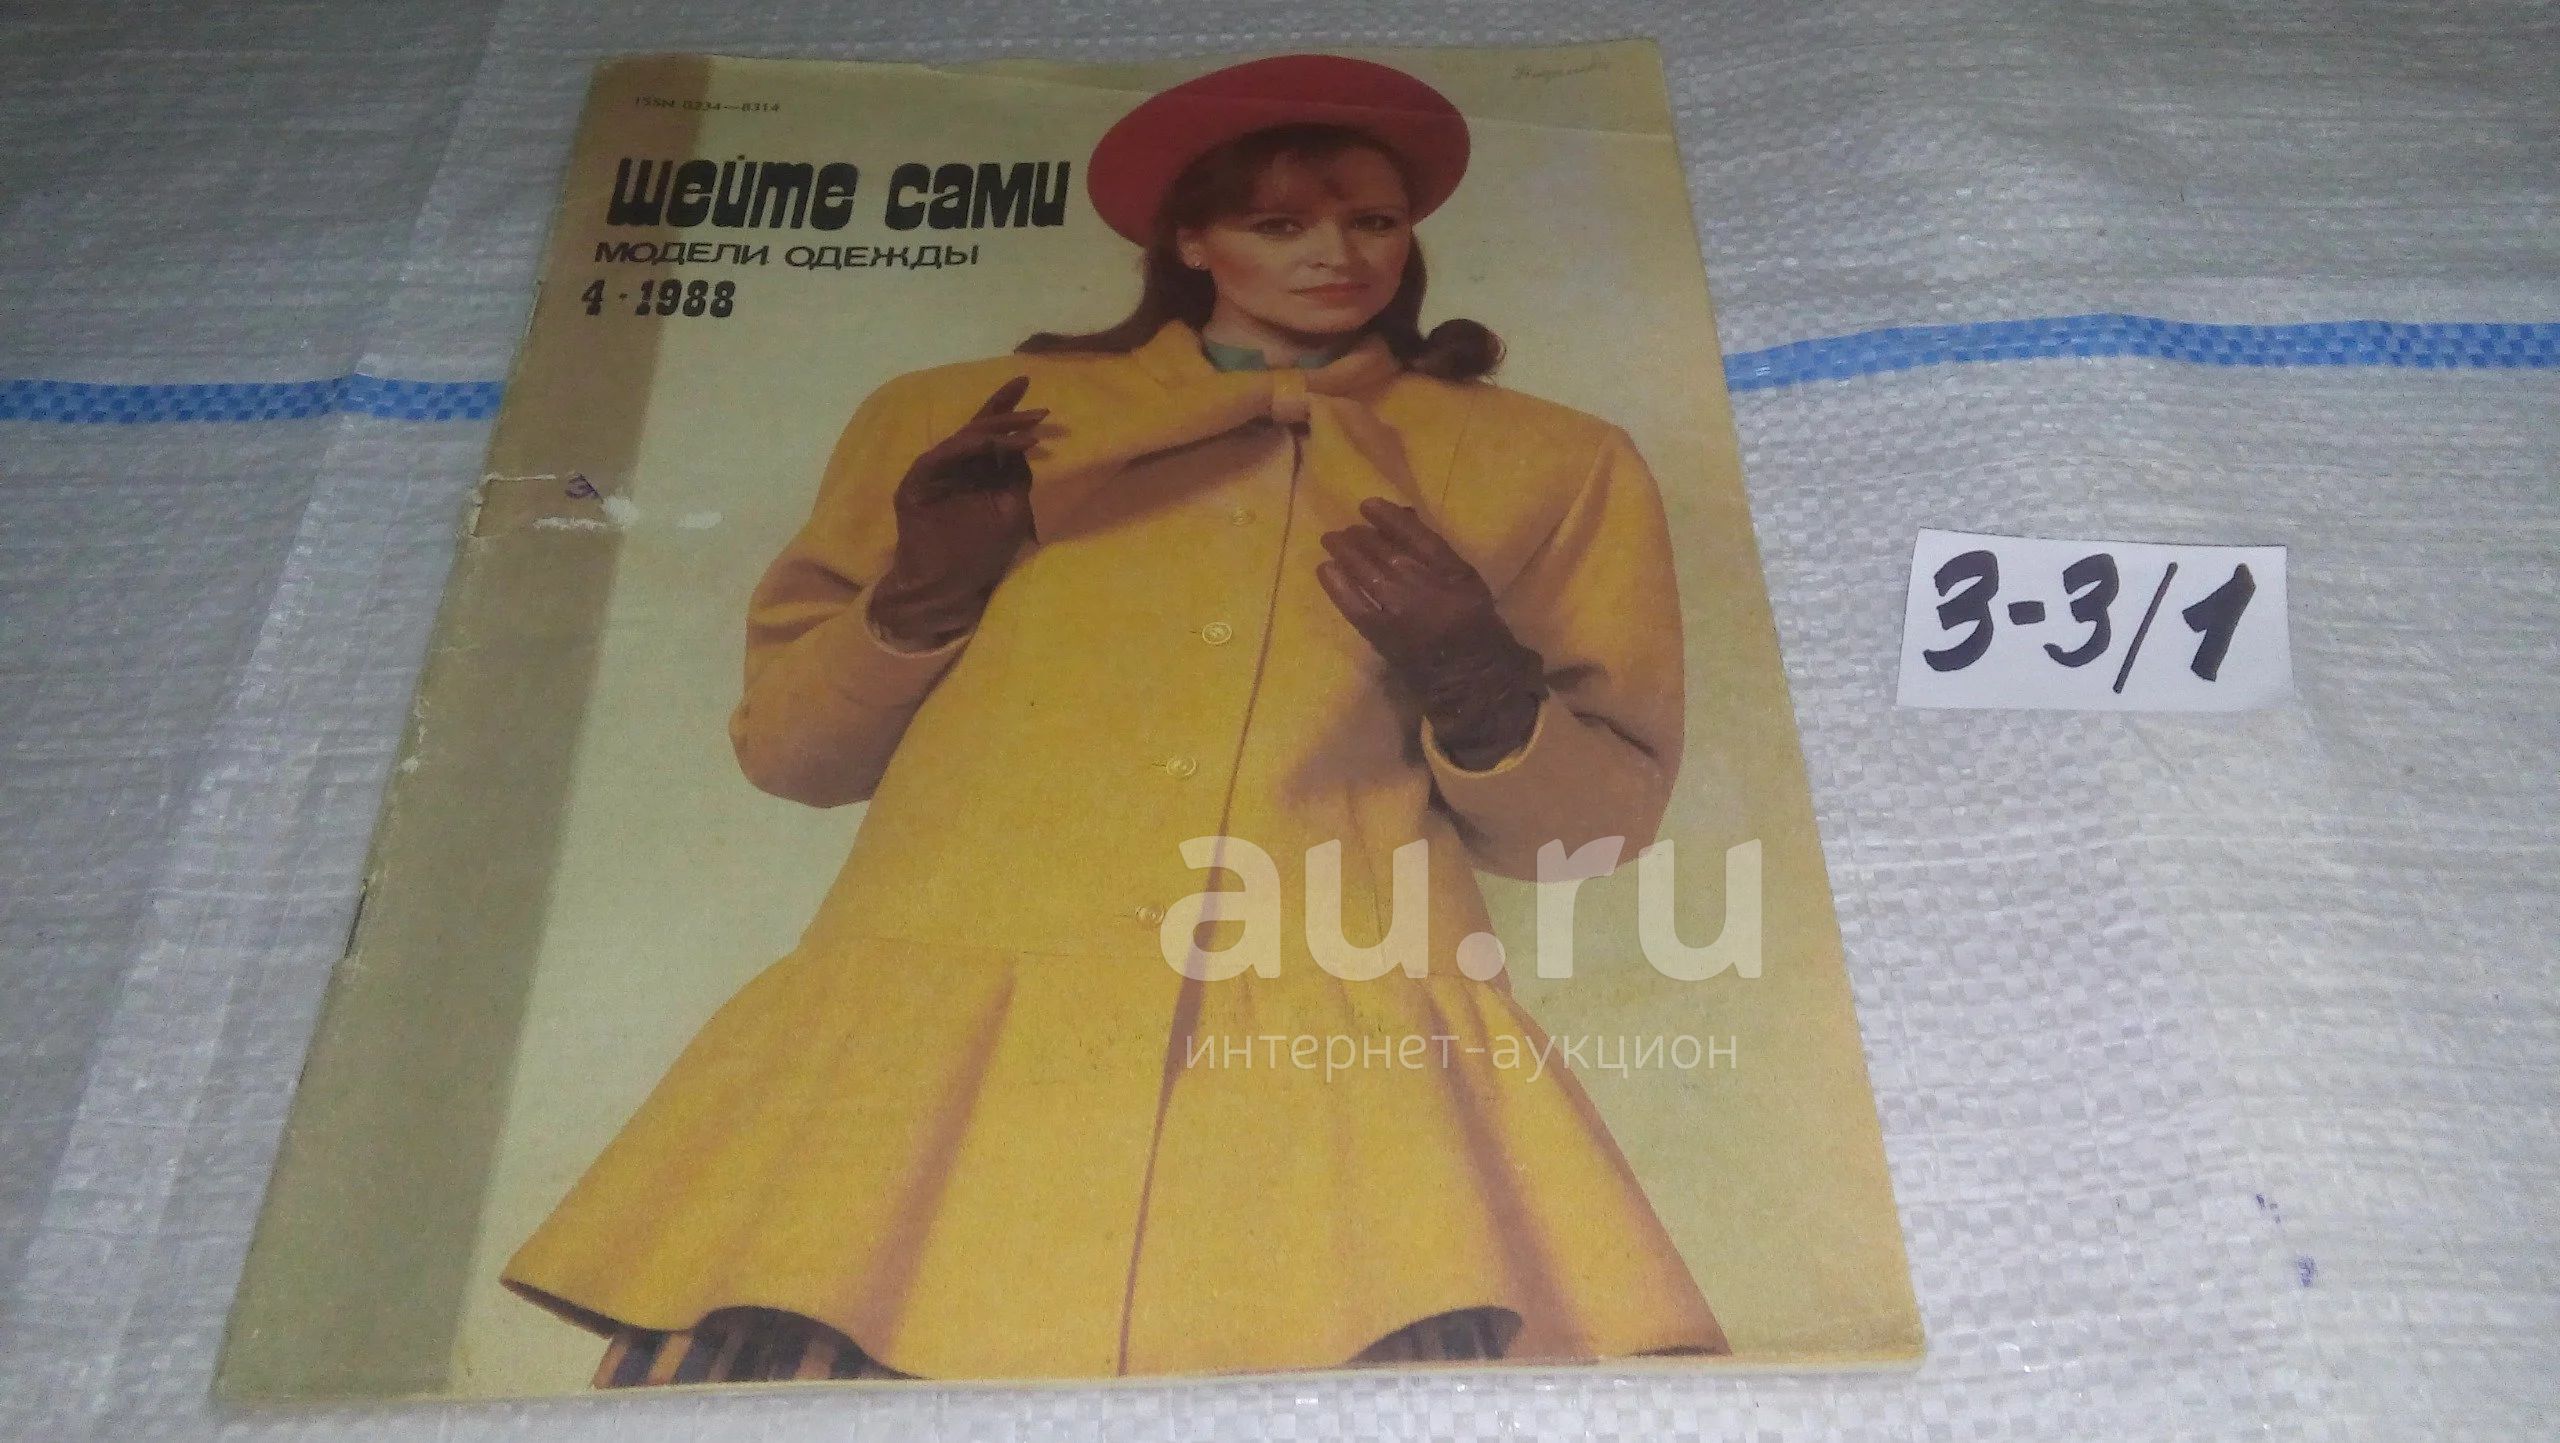 ISSN 0234—8314
Шейте сами
МОДЕЛИ ОДЕЖДЫ
4·1988
3-3/1
au.ru
интернет-аукцион